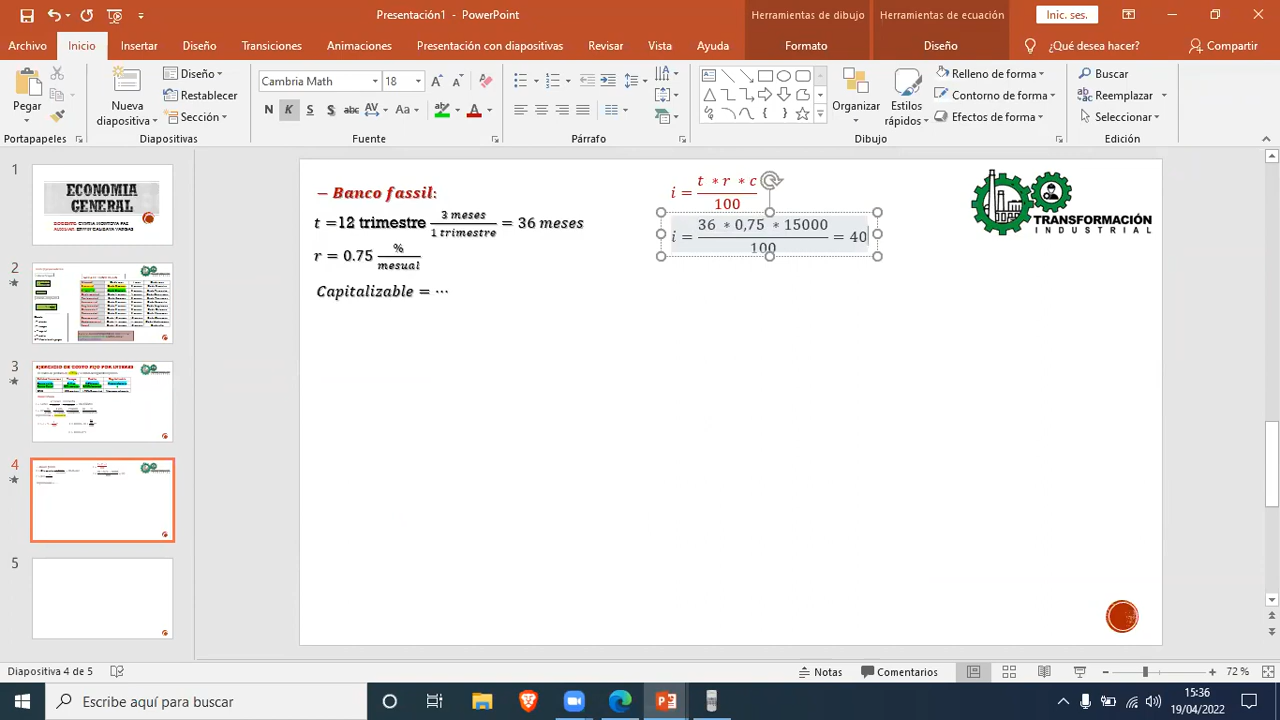 Presentación1 - PowerPoint
Herramientas de dibujo
Herramientas de ecuación
Inic. ses.
Archivo
Inicio
Insertar
Diseño
Transiciones
Animaciones
Presentación con diapositivas
Revisar
Vista
Ayuda
Formato
Diseño
¿Qué desea hacer?
Compartir
Pegar
Nueva diapositiva
Diseño
Restablecer
Sección
Cambria Math
18
N K S S abc AV Aa A
Organizar
Estilos rápidos
Relleno de forma
Contorno de forma
Efectos de forma
Buscar
Reemplazar
Seleccionar
Portapapeles
Diapositivas
Fuente
Párrafo
Dibujo
Edición
1
ECONOMIA
GENERAL
2
3
4
5
− Banco fassil:
t =12 trimestre 3 meses / 1 trimestre = 36 meses
r = 0.75 % / mesual
Capitalizable = ⋯
i = t ∗ r ∗ c / 100
i = 36 ∗ 0,75 ∗ 15000 / 100 = 40
TRANSFORMACIÓN
INDUSTRIAL
Diapositiva 4 de 5
Notas
Comentarios
72 %
Escribe aquí para buscar
15:36
19/04/2022